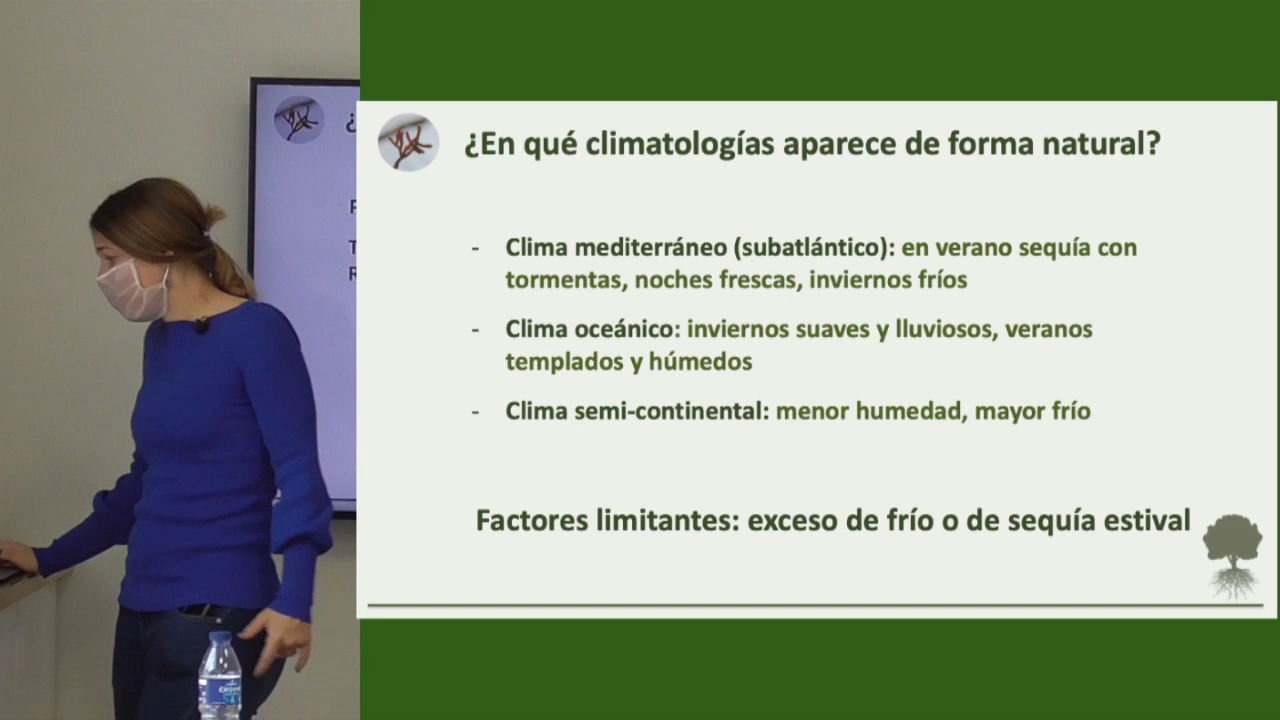 ¿En qué climatologías aparece de forma natural?
- Clima mediterráneo (subatlántico): en verano sequía con
tormentas, noches frescas, inviernos fríos
- Clima oceánico: inviernos suaves y lluviosos, veranos
templados y húmedos
- Clima semi-continental: menor humedad, mayor frío
Factores limitantes: exceso de frío o de sequía estival